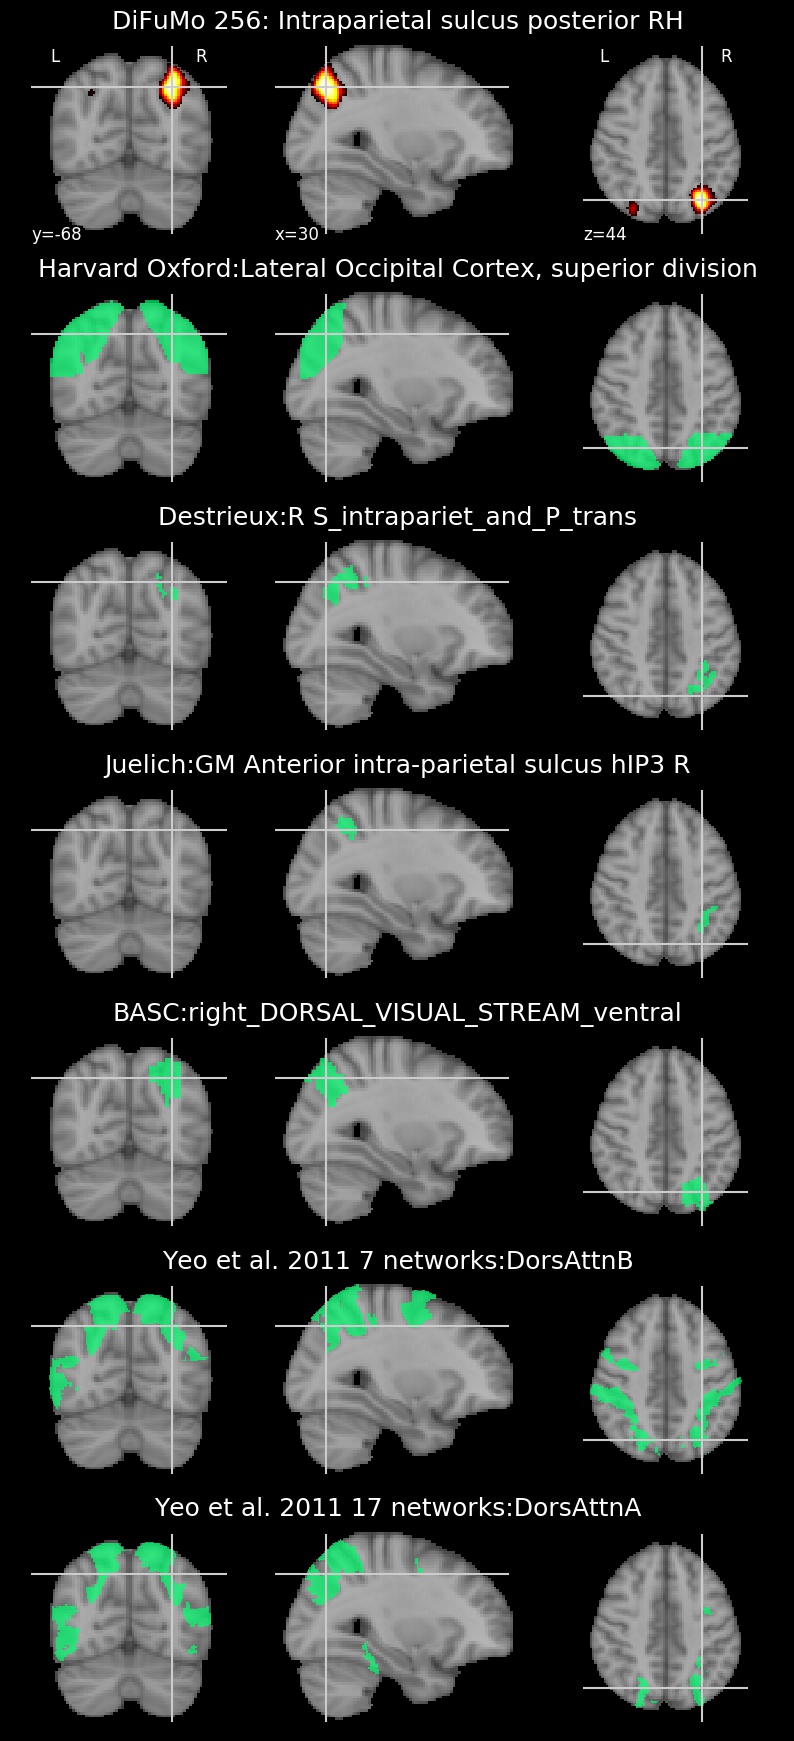 DiFuMo 256: Intraparietal sulcus posterior RH
L R L R
y=-68 x=30 z=44
Harvard Oxford:Lateral Occipital Cortex, superior division
Destrieux:R S_intrapariet_and_P_trans
Juelich:GM Anterior intra-parietal sulcus hIP3 R
BASC:right_DORSAL_VISUAL_STREAM_ventral
Yeo et al. 2011 7 networks:DorsAttnB
Yeo et al. 2011 17 networks:DorsAttnA